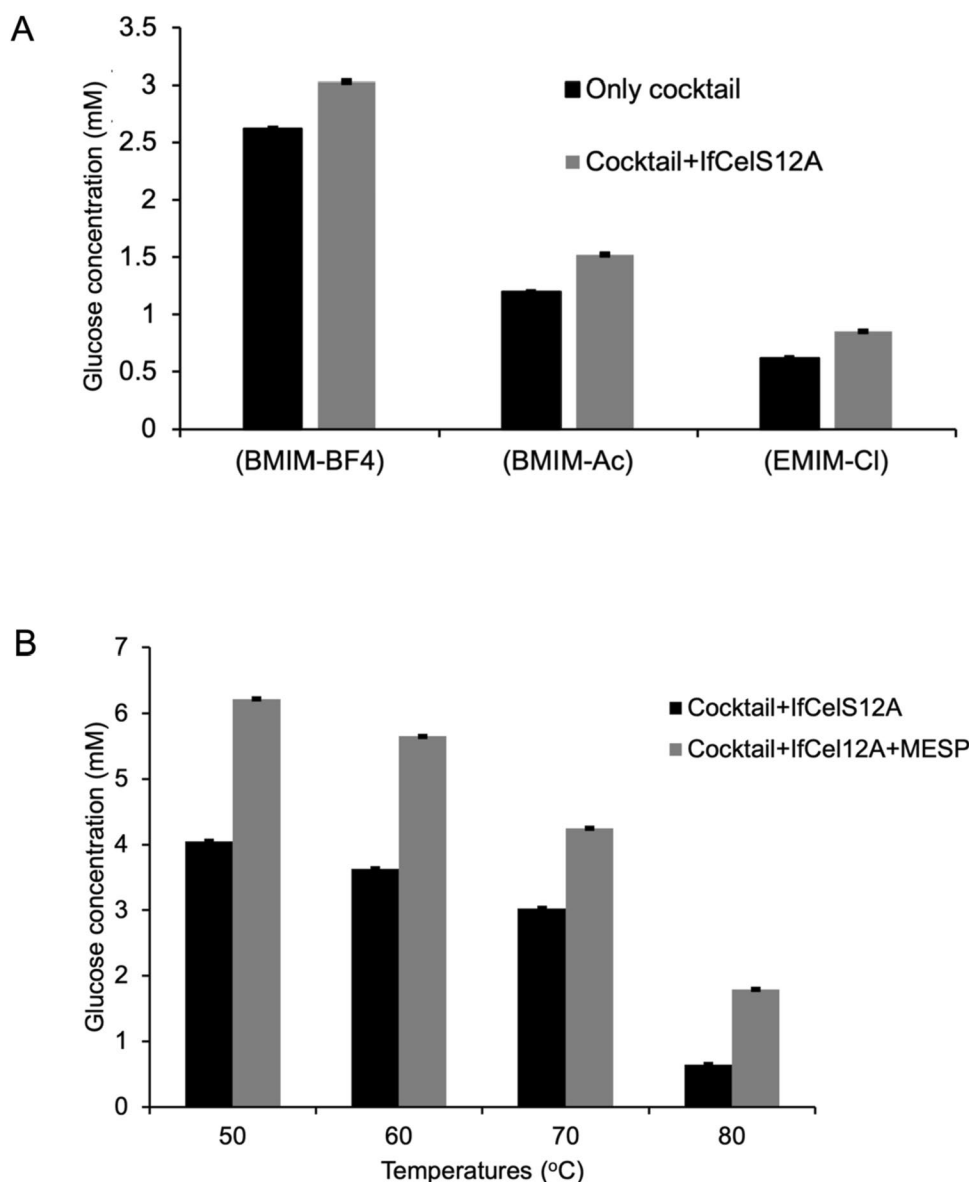 A
Glucose concentration (mM)
3.5
3
2.5
2
1.5
1
0.5
0
Only cocktail
Cocktail+IfCelS12A
(BMIM-BF4)
(BMIM-Ac)
(EMIM-Cl)
B
Glucose concentration (mM)
7
6
5
4
3
2
1
0
Cocktail+IfCelS12A
Cocktail+IfCel12A+MESP
50
60
70
80
Temperatures (oC)